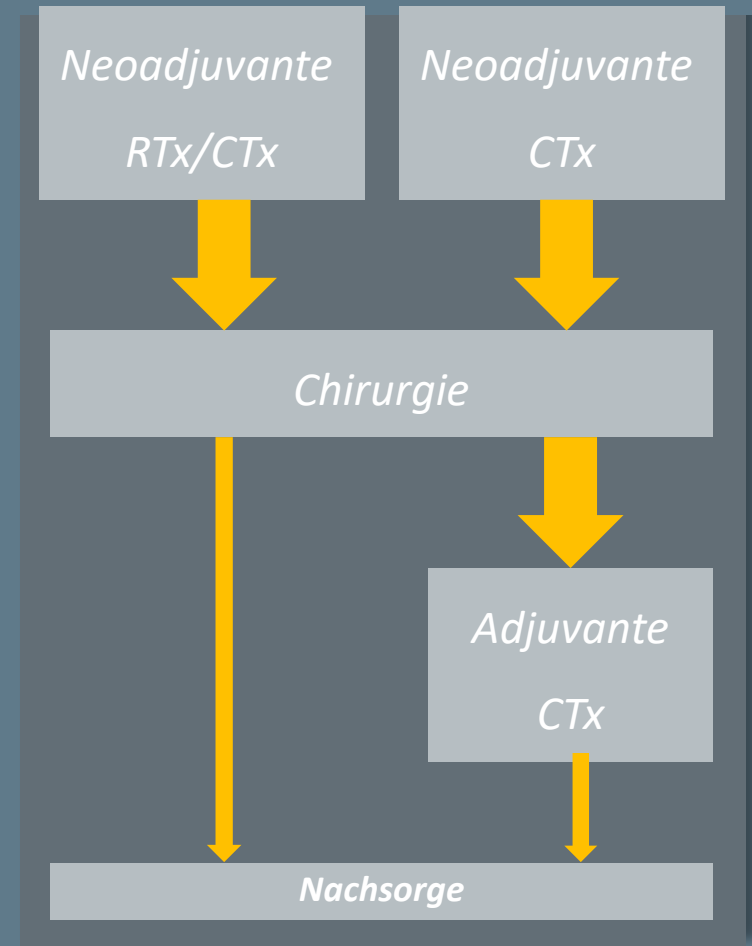 Neoadjuvante
RTx/CTx
Neoadjuvante
CTx
Chirurgie
Adjuvante
CTx
Nachsorge